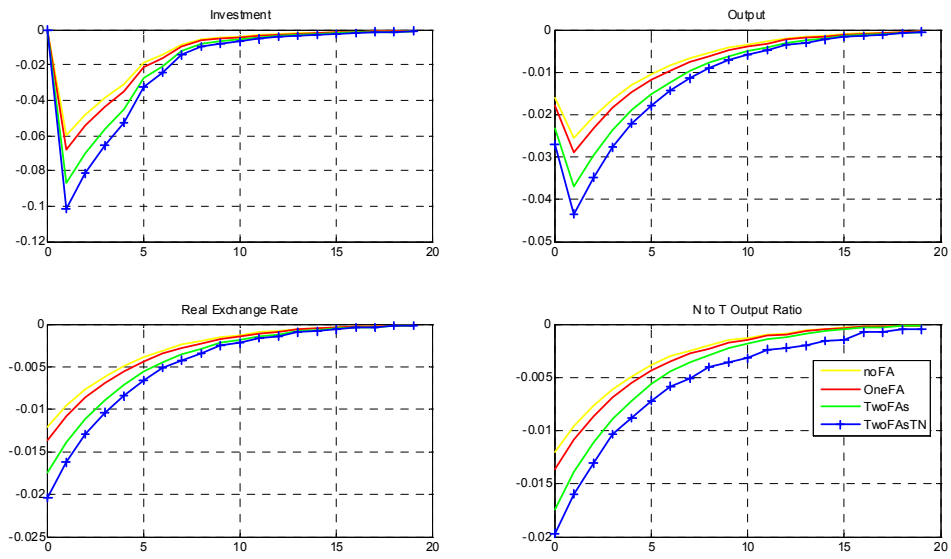 Investment
Output
0
-0.02
-0.04
-0.06
-0.08
-0.1
-0.12
0 5 10 15 20
0
-0.01
-0.02
-0.03
-0.04
-0.05
0 5 10 15 20
Real Exchange Rate
N to T Output Ratio
0
-0.005
-0.01
-0.015
-0.02
-0.025
0 5 10 15 20
0
-0.005
-0.01
-0.015
-0.02
0 5 10 15 20
noFA
OneFA
TwoFAs
TwoFAsTN